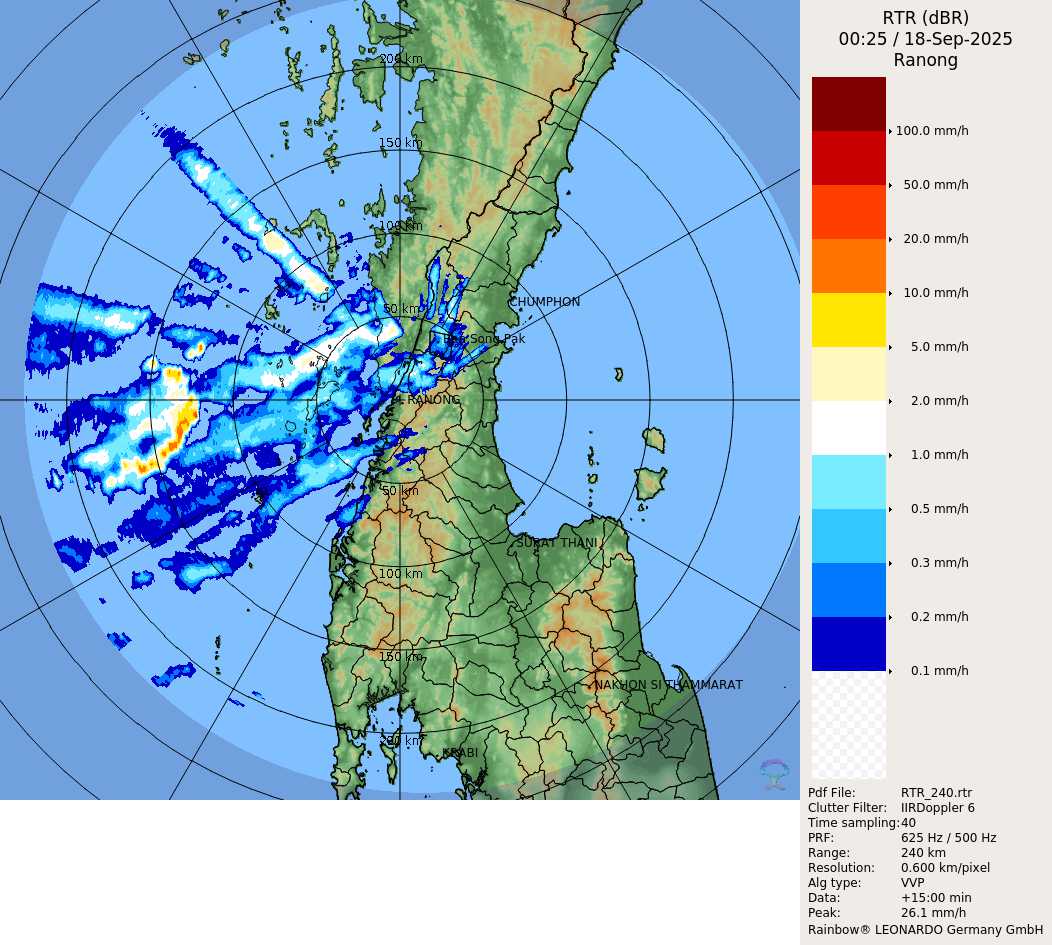 RTR (dBR)
00:25 / 18-Sep-2025
Ranong
100.0 mm/h
50.0 mm/h
20.0 mm/h
10.0 mm/h
5.0 mm/h
2.0 mm/h
1.0 mm/h
0.5 mm/h
0.3 mm/h
0.2 mm/h
0.1 mm/h
Pdf File: RTR_240.rtr
Clutter Filter: IIRDoppler 6
Time sampling: 40
PRF: 625 Hz / 500 Hz
Range: 240 km
Resolution: 0.600 km/pixel
Alg type: VVP
Data: +15:00 min
Peak: 26.1 mm/h
Rainbow® LEONARDO Germany GmbH
200 km
150 km
100 km
50 km
CHUMPHON
Song Pak
RANONG
50 km
SURAT THANI
100 km
150 km
NAKHON SI THAMMARAT
200 km
KRABI